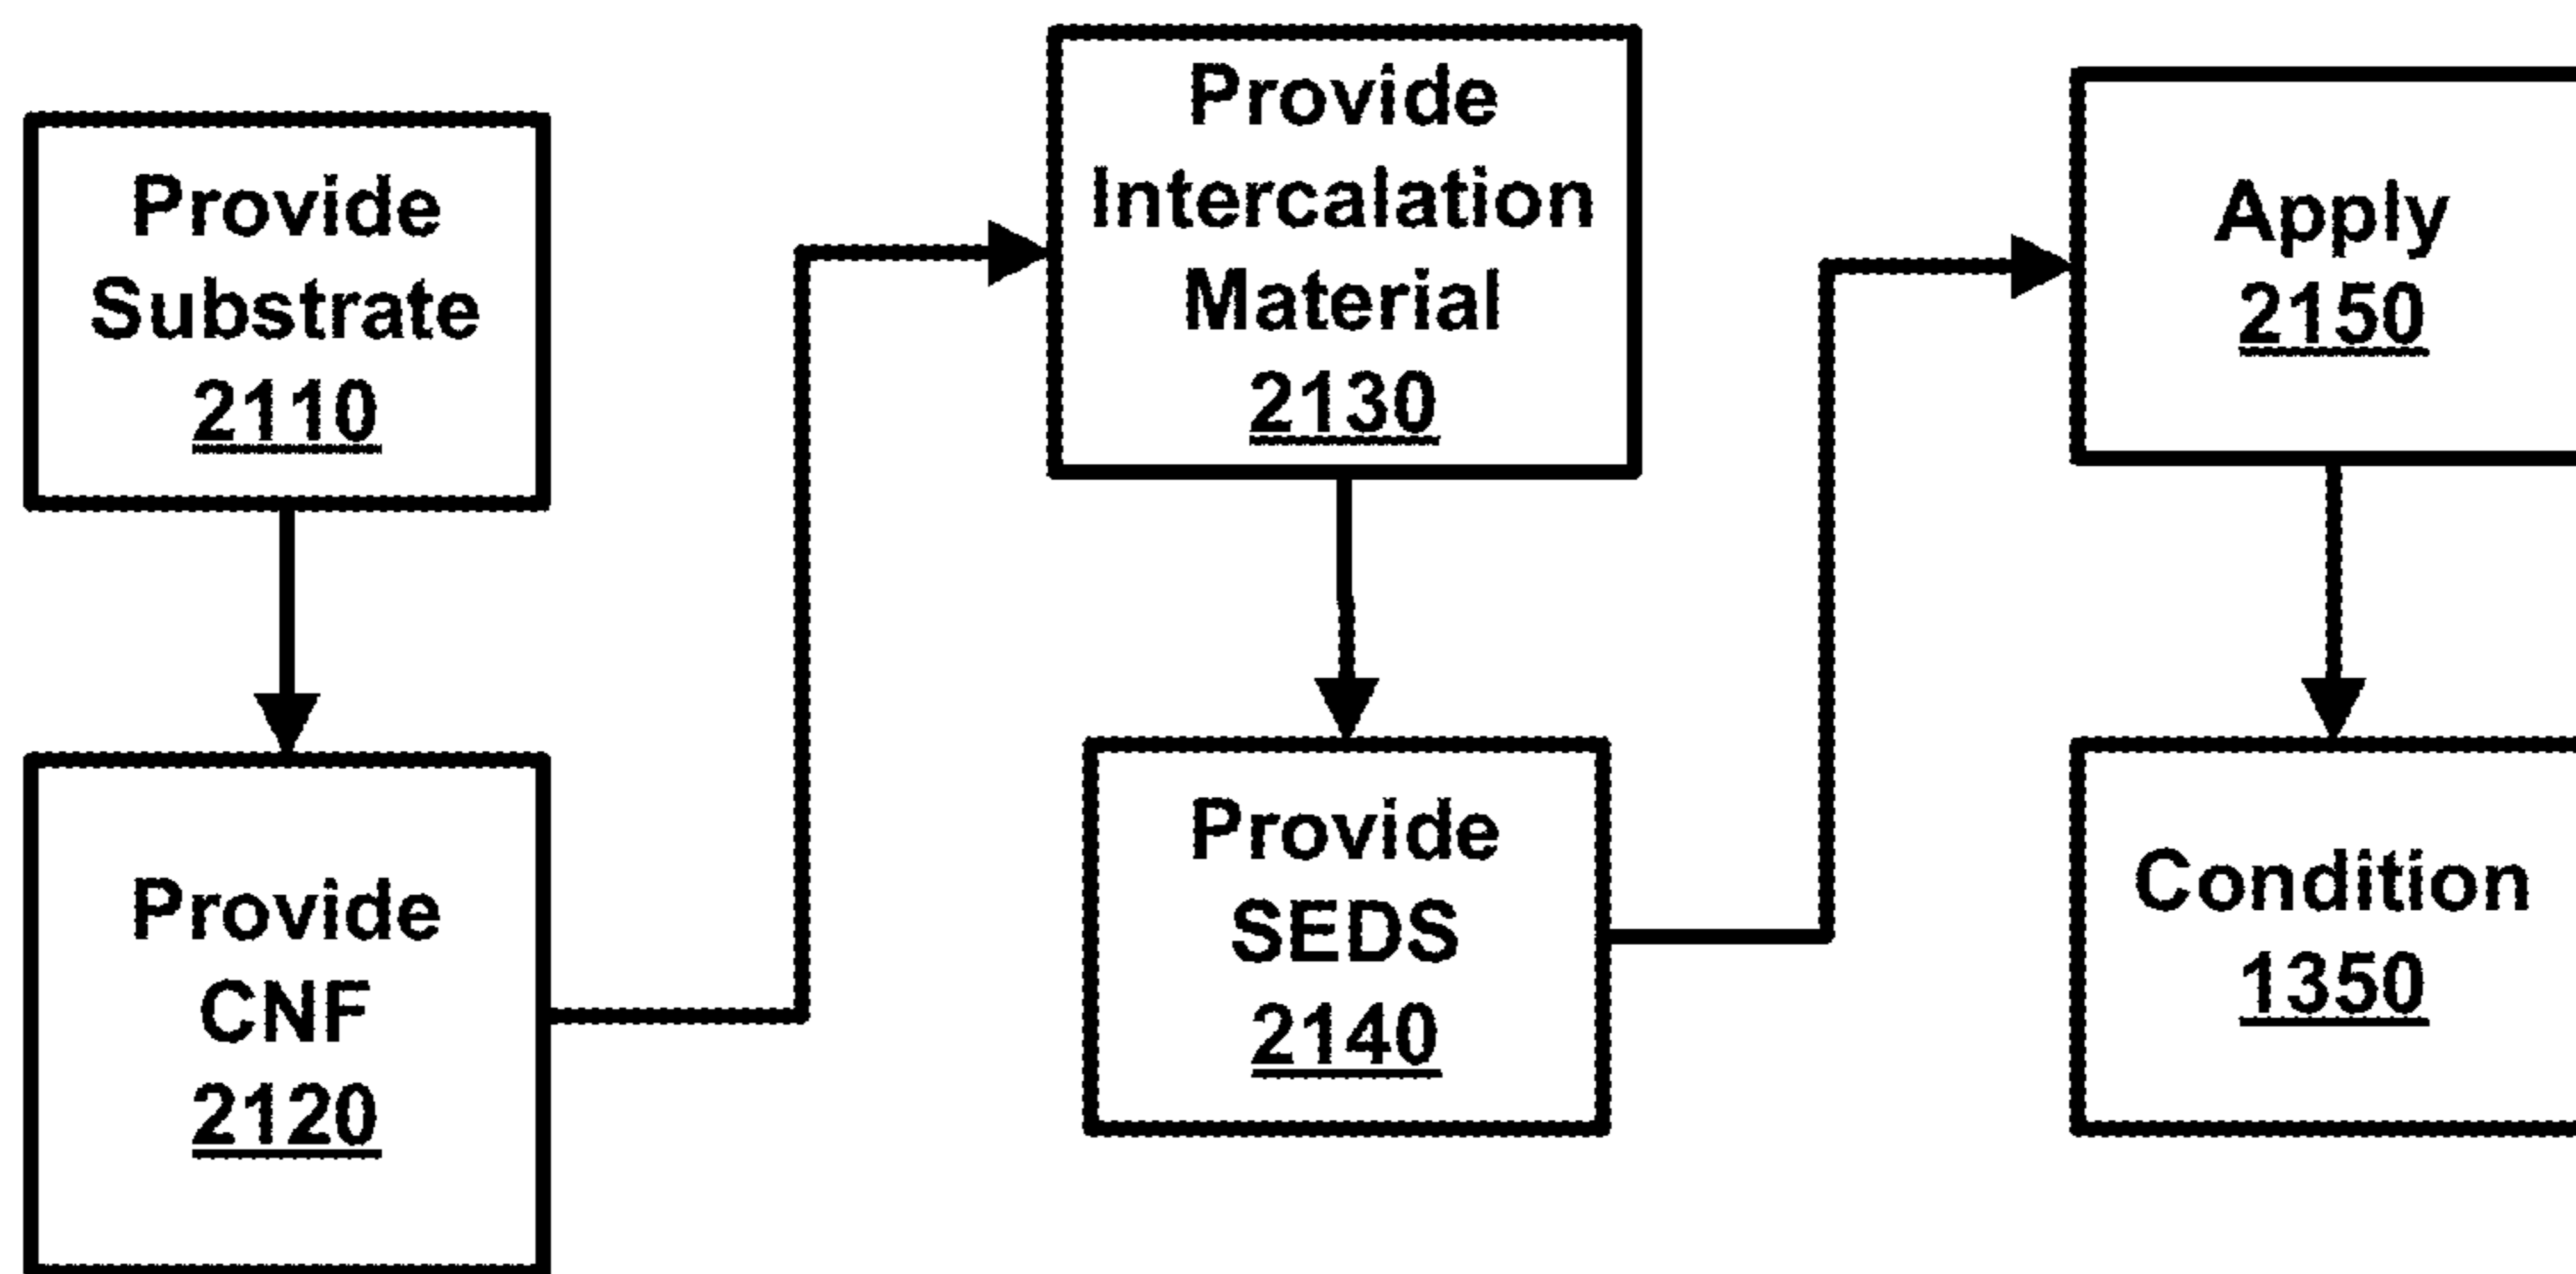 Provide
Substrate
2110
Provide
CNF
2120
Provide
Intercalation
Material
2130
Provide
SEDS
2140
Apply
2150
Condition
1350